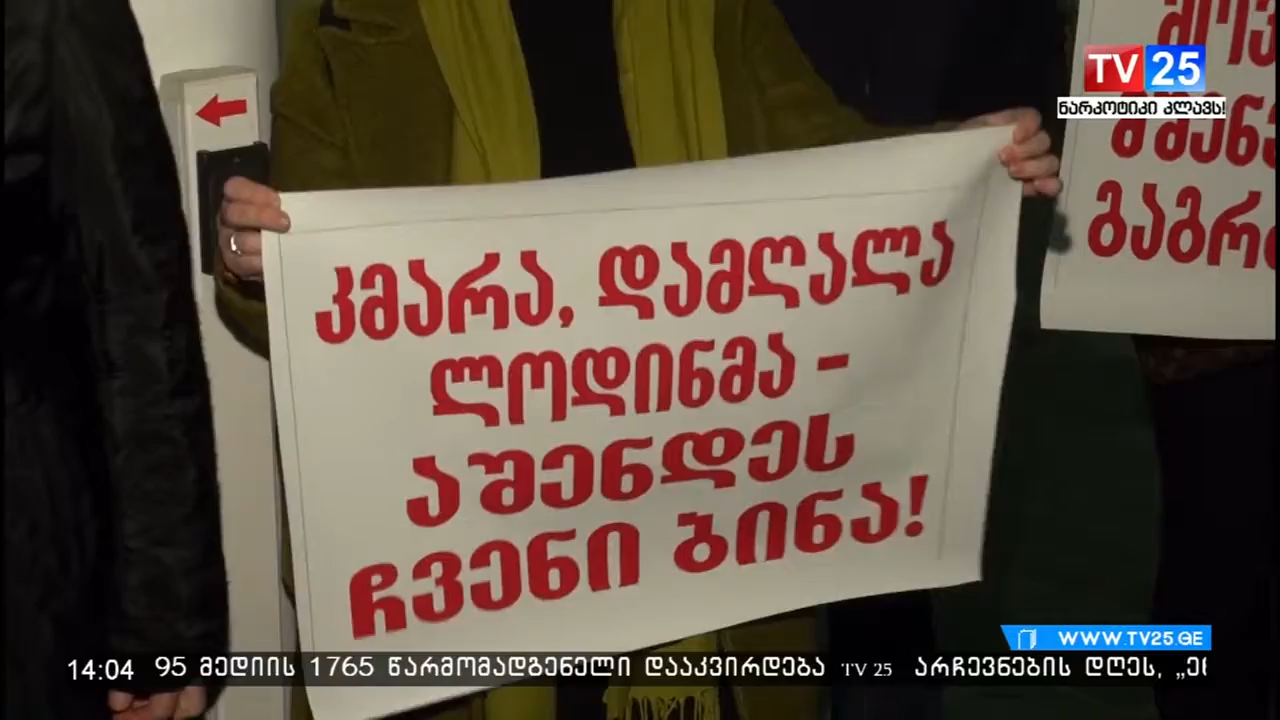 TV 25
ნარკოტიკი კლავს!
კმარა, დამღალა
ლოდინმა -
აშენდეს
ჩვენი ბინა!
WWW.TV25.GE
14:04 95 მედიის 1765 წარმომადგენელი დააკვირდება TV 25 არჩევნების დღეს,